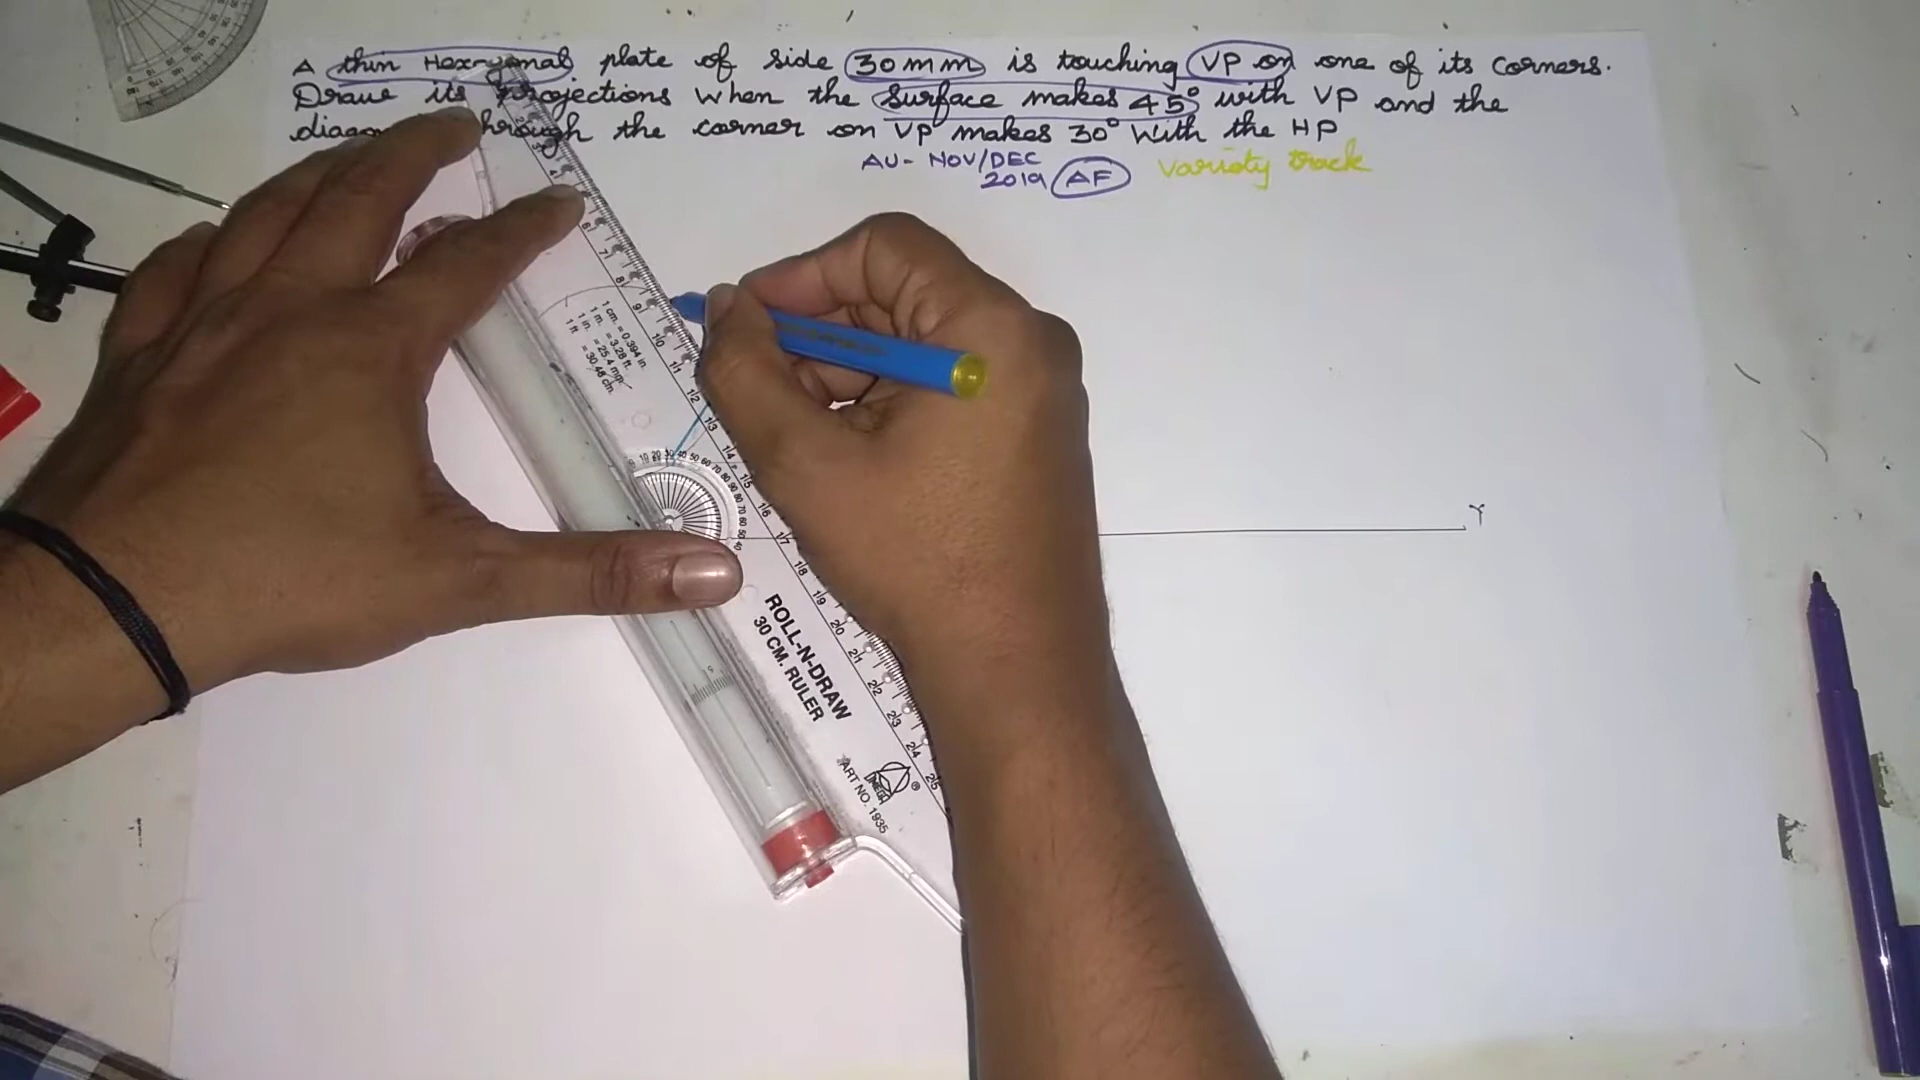 A thin Hexagonal plate of side 30mm is touching VP on one of its corners.
Draw its projections when the surface makes 45° with VP and the
through the corner on VP makes 30° with the HP
AU- NOV/DEC
2019 AF
Variety track
1 cm. = 0.394 in.
1 m. = 3.28 ft.
1 in. = 25.4 mm.
1 ft = 30.48 cm.
Y
ROLL-N-DRAW
30 CM. RULER
ART NO. 1935